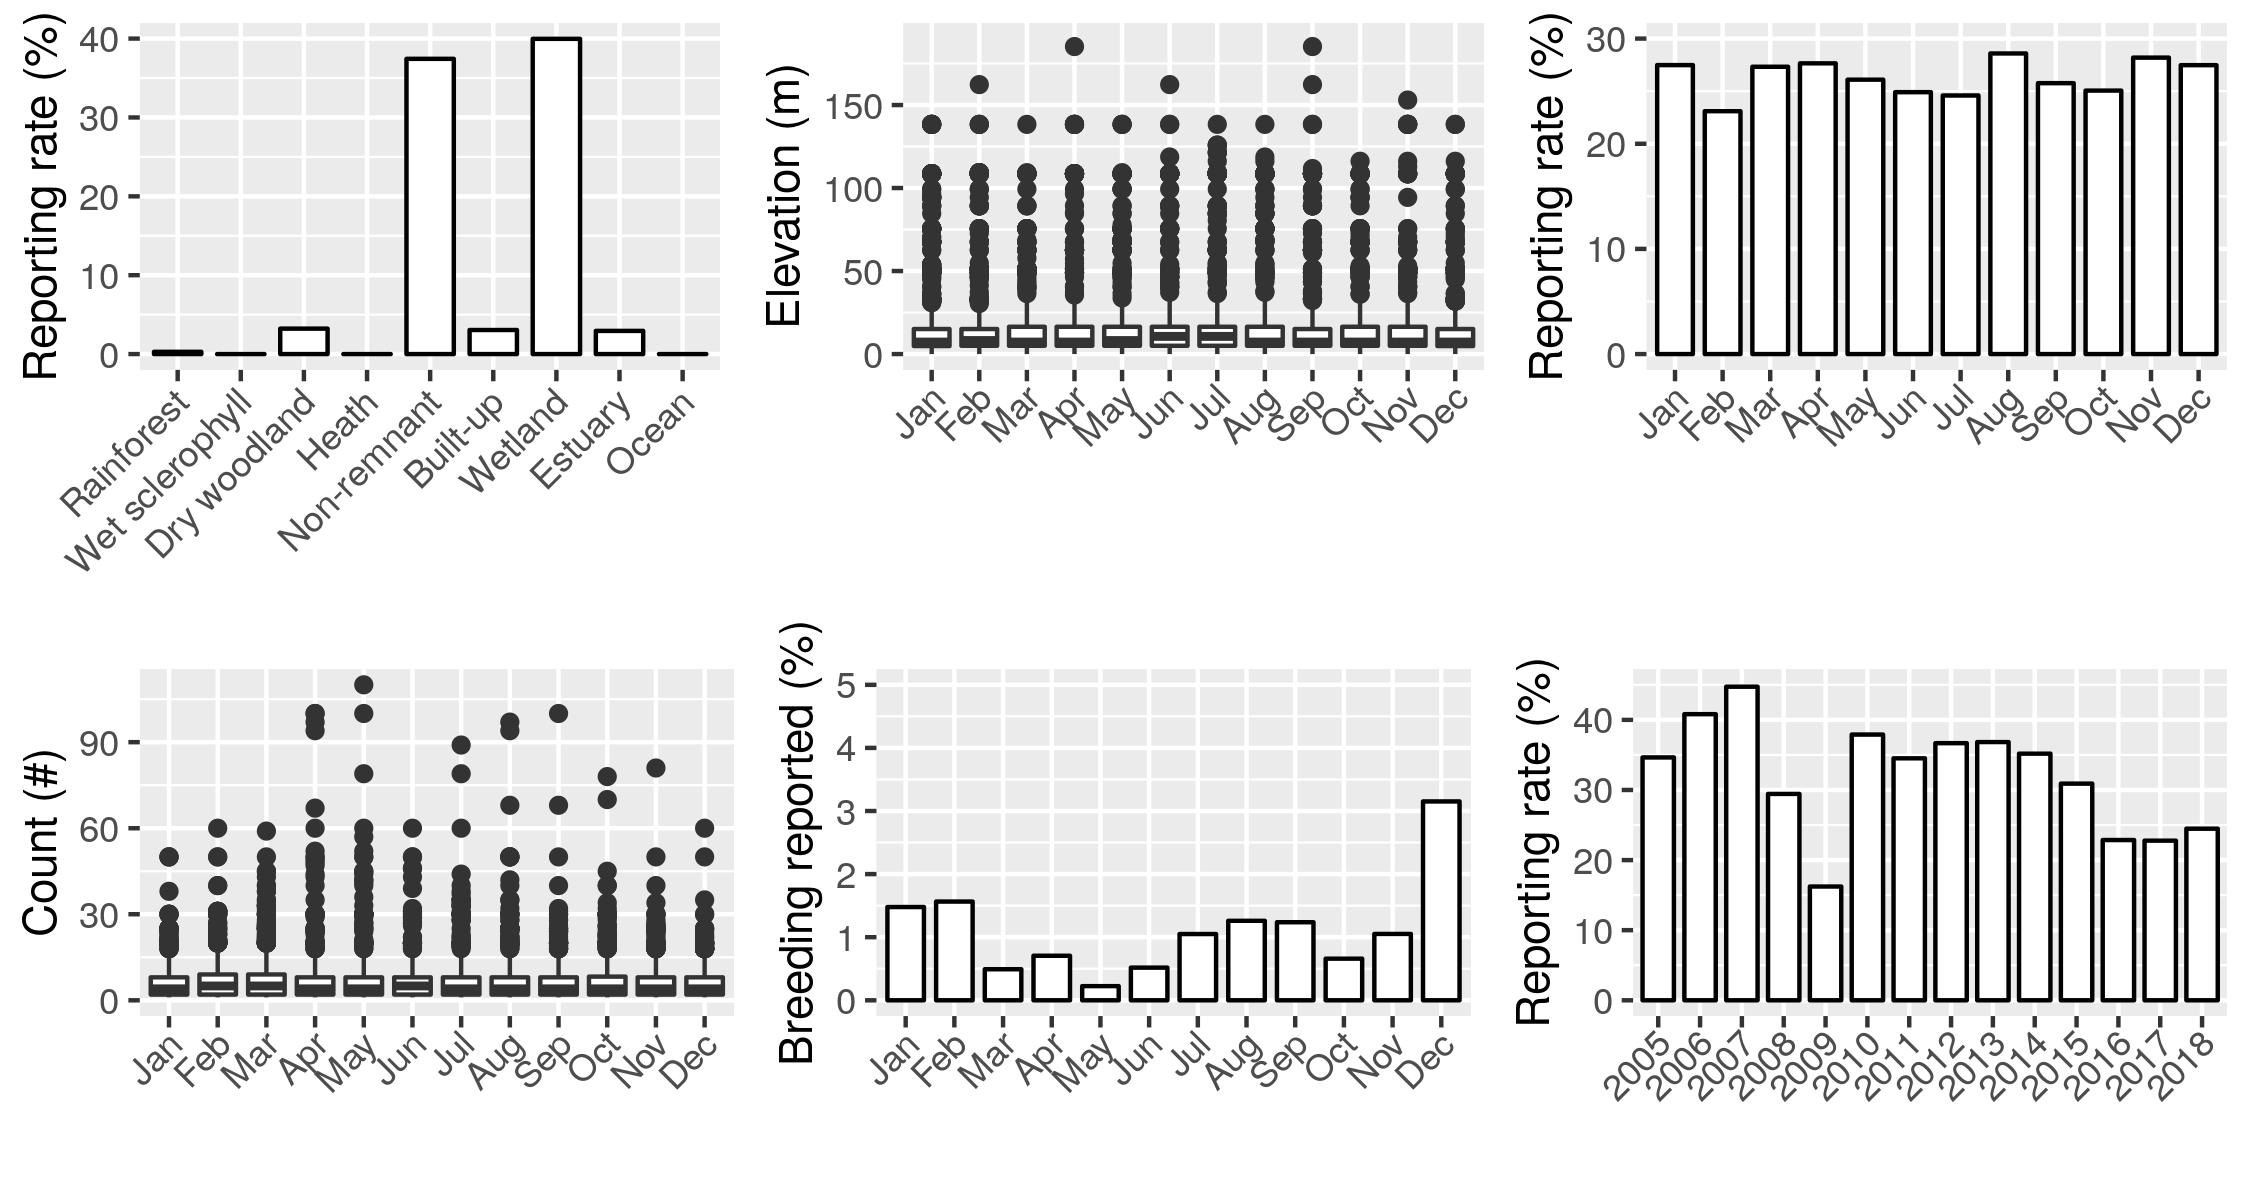 Reporting rate (%)
40
30
20
10
0
Rainforest
Wet sclerophyll
Dry woodland
Heath
Non-remnant
Built-up
Wetland
Estuary
Ocean
Elevation (m)
150
100
50
0
Jan
Feb
Mar
Apr
May
Jun
Jul
Aug
Sep
Oct
Nov
Dec
Reporting rate (%)
30
20
10
0
Jan
Feb
Mar
Apr
May
Jun
Jul
Aug
Sep
Oct
Nov
Dec
Count (#)
90
60
30
0
Jan
Feb
Mar
Apr
May
Jun
Jul
Aug
Sep
Oct
Nov
Dec
Breeding reported (%)
5
4
3
2
1
0
Jan
Feb
Mar
Apr
May
Jun
Jul
Aug
Sep
Oct
Nov
Dec
Reporting rate (%)
40
30
20
10
0
2005
2006
2007
2008
2009
2010
2011
2012
2013
2014
2015
2016
2017
2018